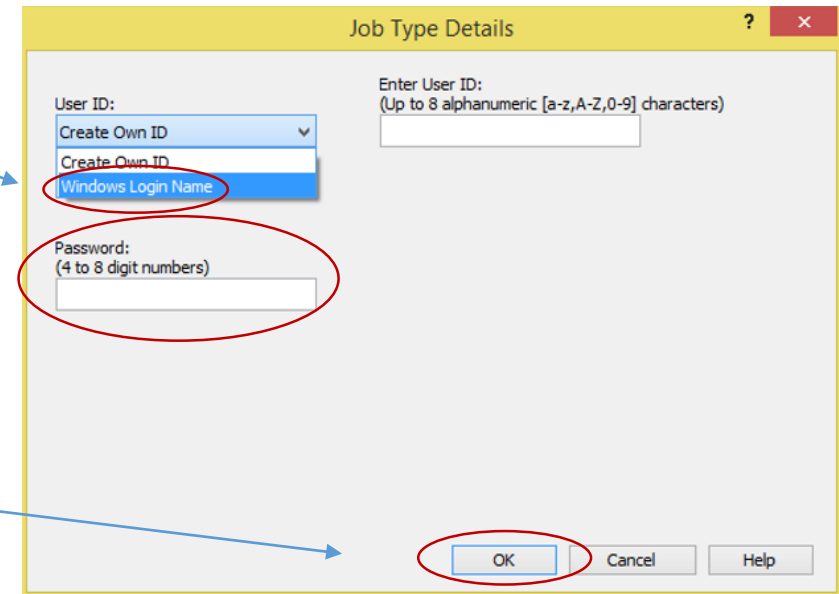 Job Type Details
?
×
User ID:
Create Own ID
Create Own ID
Windows Login Name
Enter User ID:
(Up to 8 alphanumeric [a-z,A-Z,0-9] characters)
Password:
(4 to 8 digit numbers)
OK
Cancel
Help